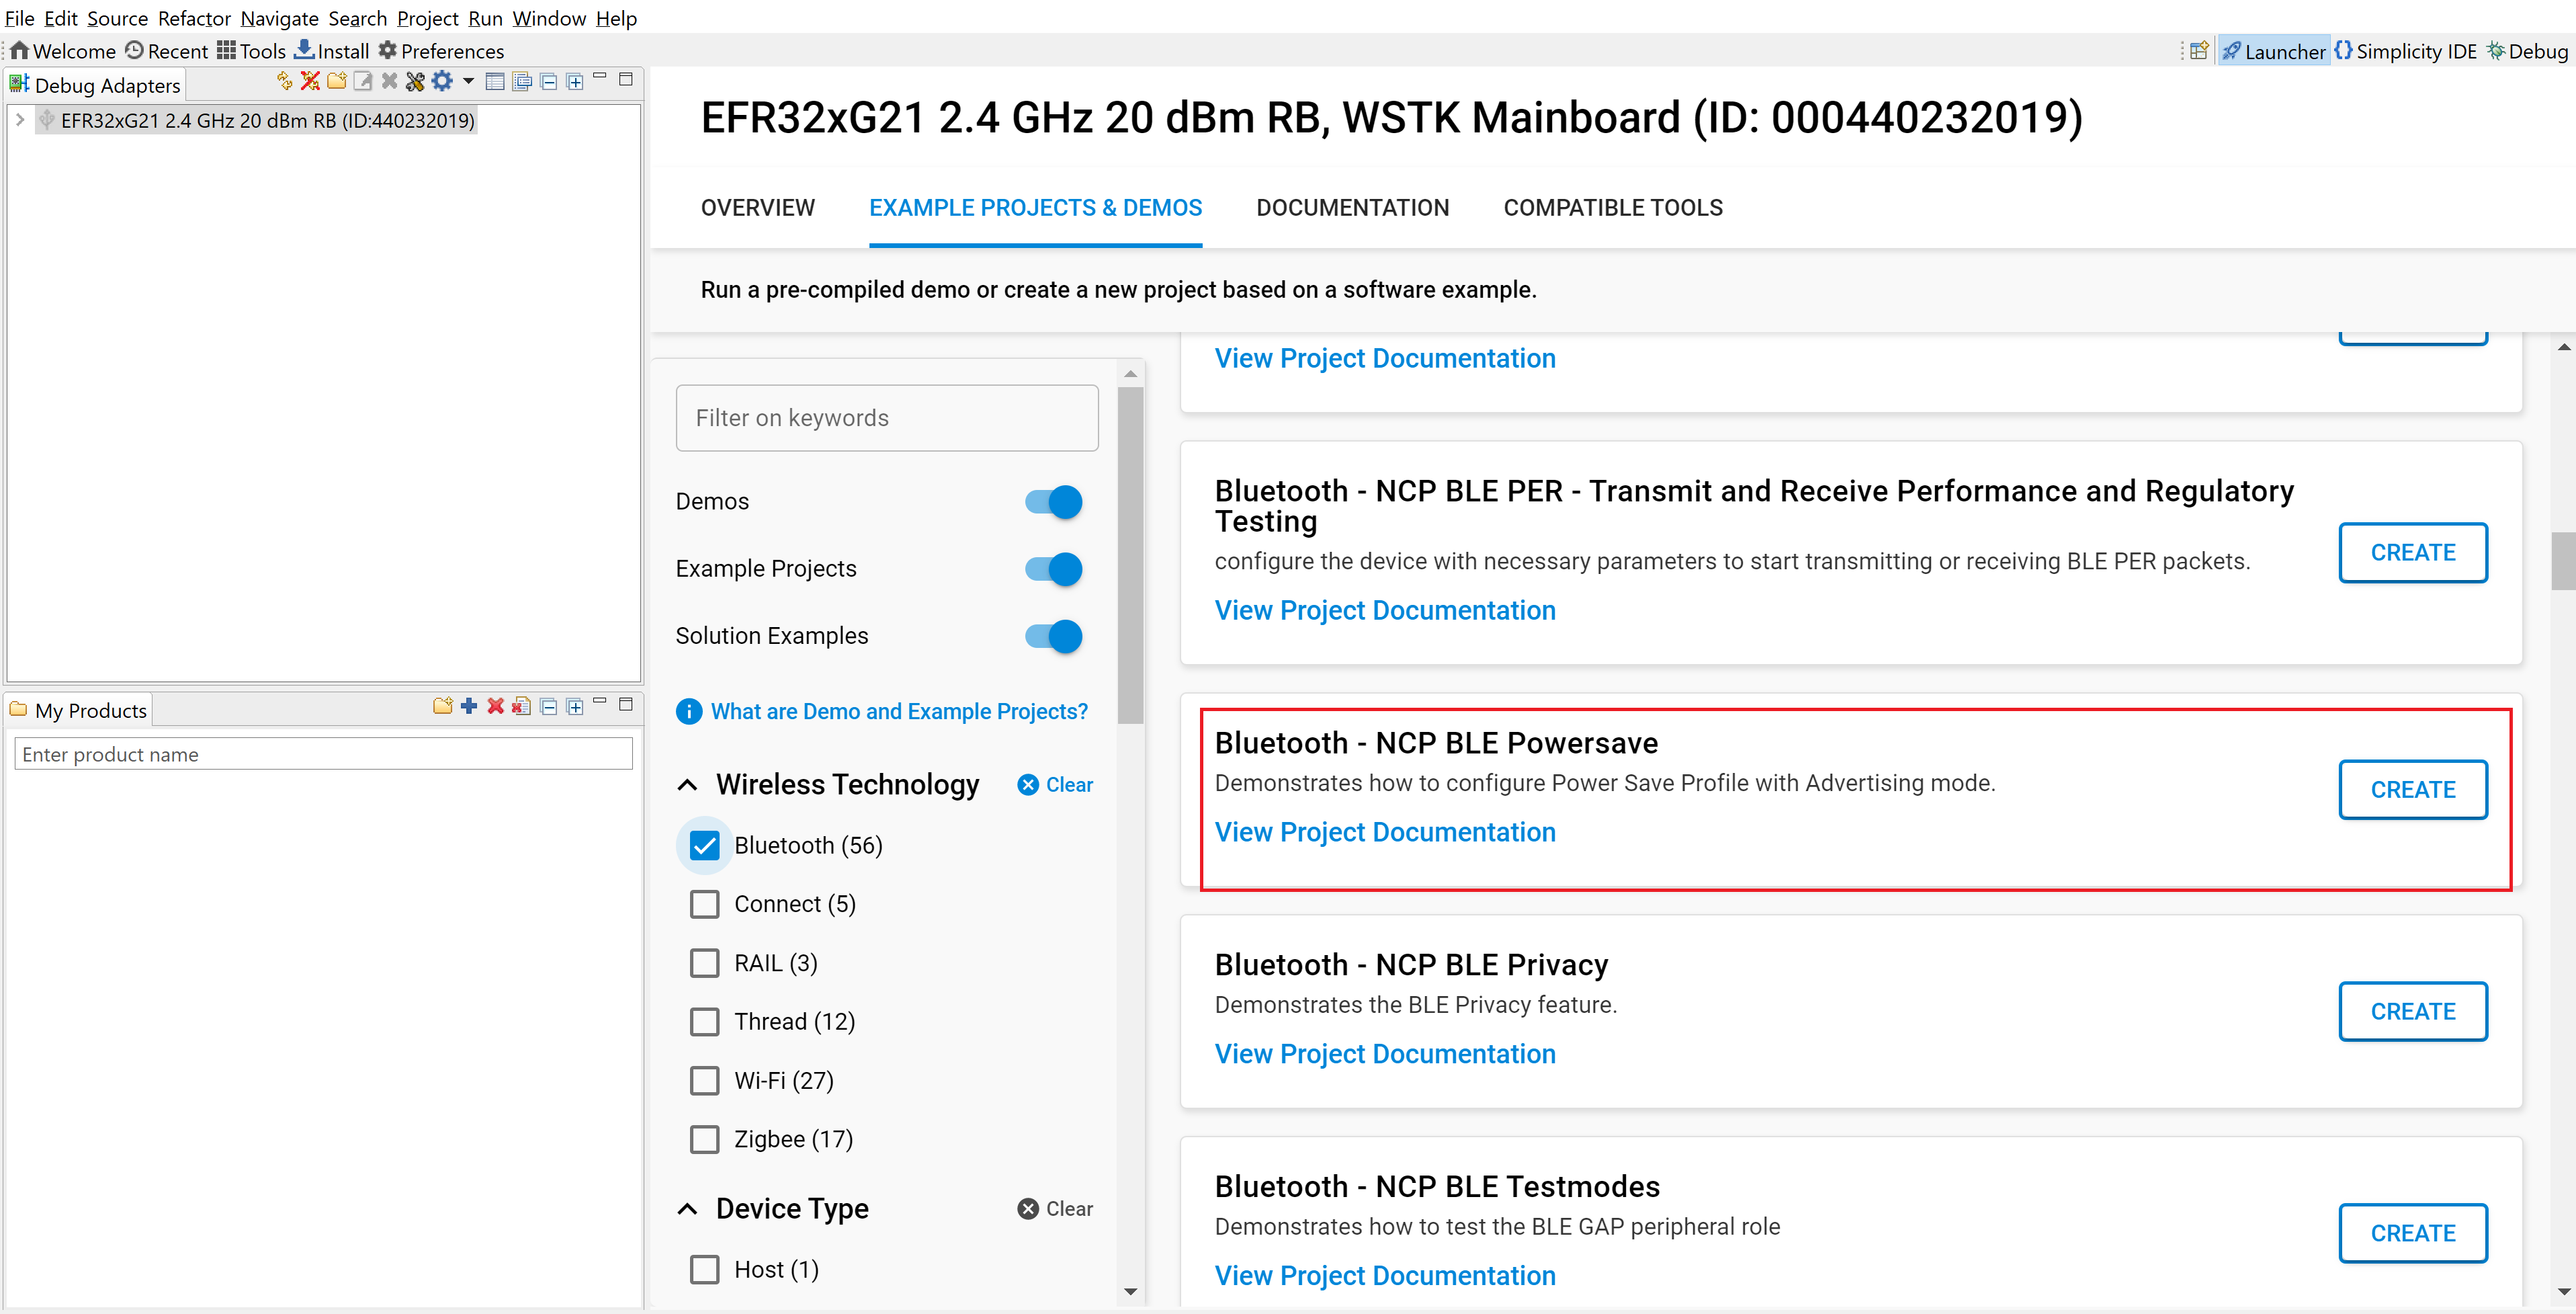 File Edit Source Refactor Navigate Search Project Run Window Help
Welcome Recent Tools Install Preferences
Launcher Simplicity IDE Debug
Debug Adapters
EFR32xG21 2.4 GHz 20 dBm RB (ID:440232019)
My Products
Enter product name
EFR32xG21 2.4 GHz 20 dBm RB, WSTK Mainboard (ID: 000440232019)
OVERVIEW EXAMPLE PROJECTS & DEMOS DOCUMENTATION COMPATIBLE TOOLS
Run a pre-compiled demo or create a new project based on a software example.
Filter on keywords
Demos
Example Projects
Solution Examples
What are Demo and Example Projects?
Wireless Technology Clear
Bluetooth (56)
Connect (5)
RAIL (3)
Thread (12)
Wi-Fi (27)
Zigbee (17)
Device Type Clear
Host (1)
View Project Documentation
Bluetooth - NCP BLE PER - Transmit and Receive Performance and Regulatory
Testing
configure the device with necessary parameters to start transmitting or receiving BLE PER packets.
View Project Documentation
CREATE
Bluetooth - NCP BLE Powersave
Demonstrates how to configure Power Save Profile with Advertising mode.
View Project Documentation
CREATE
Bluetooth - NCP BLE Privacy
Demonstrates the BLE Privacy feature.
View Project Documentation
CREATE
Bluetooth - NCP BLE Testmodes
Demonstrates how to test the BLE GAP peripheral role
View Project Documentation
CREATE